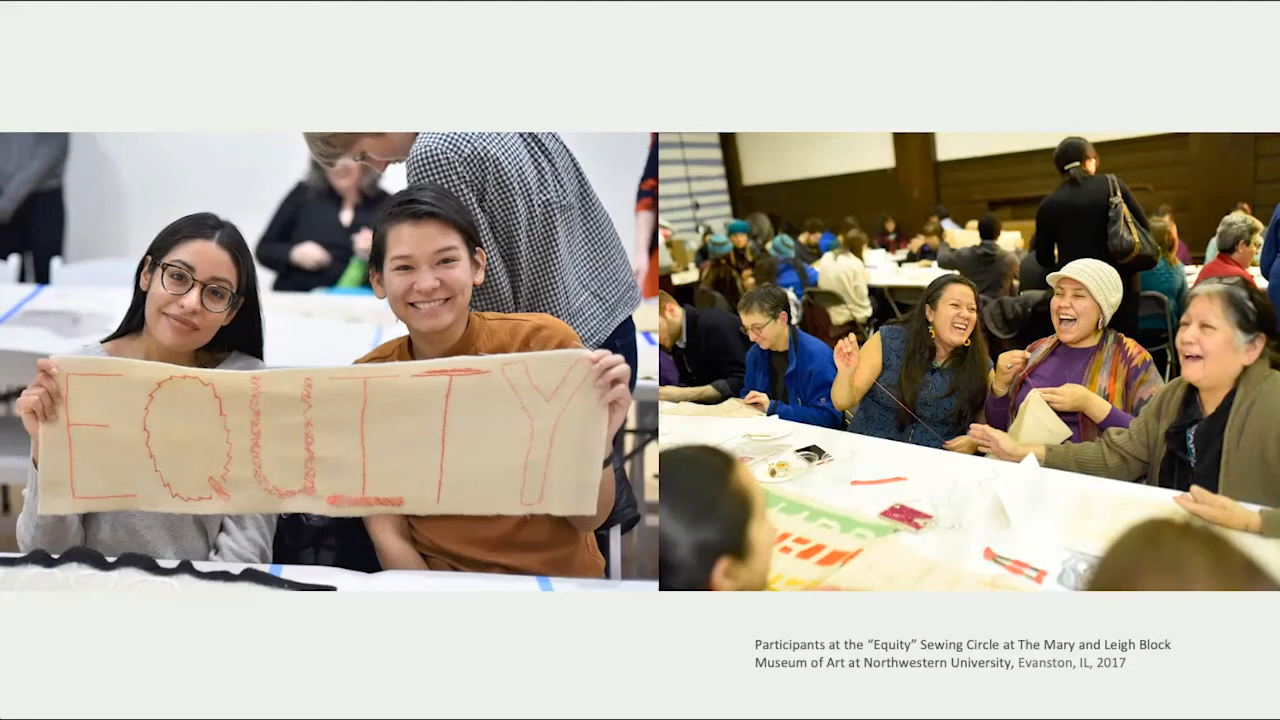 EQUITY
Participants at the “Equity” Sewing Circle at The Mary and Leigh Block
Museum of Art at Northwestern University, Evanston, IL, 2017